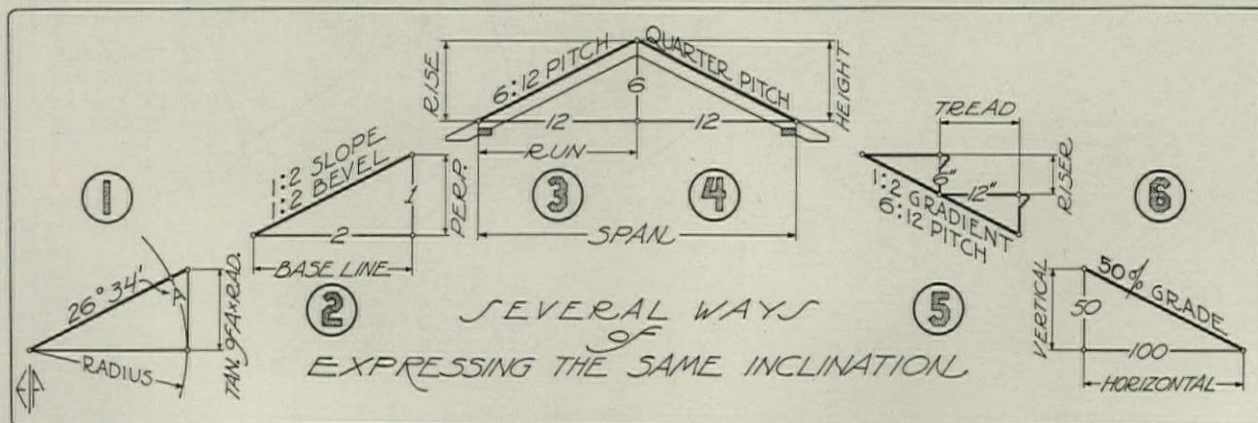 1
26° 34'
A
RADIUS
TAN. OF A × RAD.
1:2 SLOPE
1:2 BEVEL
1
2
PERP.
BASE LINE
2
RISE
6:12 PITCH
QUARTER PITCH
HEIGHT
6
12
12
RUN
3
4
SPAN
TREAD
6"
12"
RISER
1:2 GRADIENT
6:12 PITCH
5
6
VERTICAL
50
50% GRADE
100
HORIZONTAL
SEVERAL WAYS
OF
EXPRESSING THE SAME INCLINATION